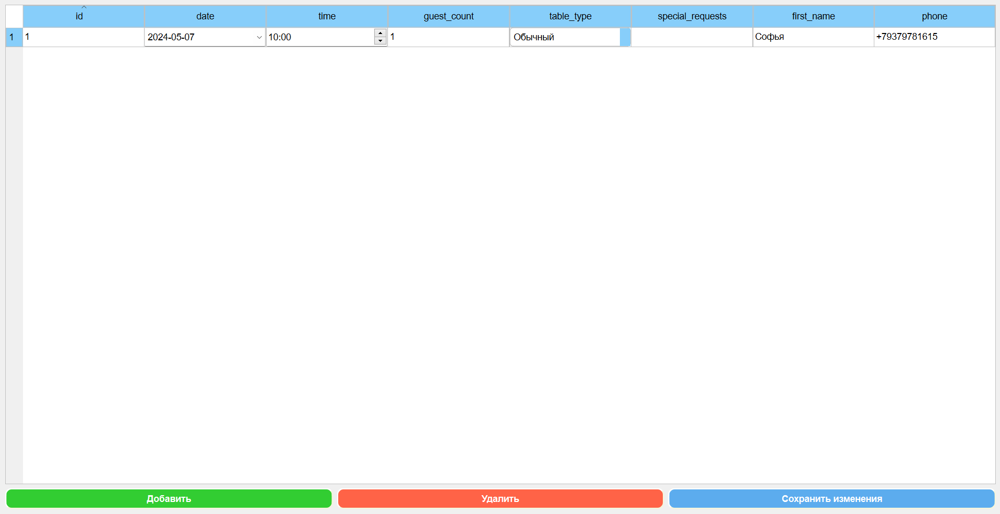 id date time guest_count table_type special_requests first_name phone
1 1 2024-05-07 10:00 1 Обычный Софья +79379781615
Добавить Удалить Сохранить изменения